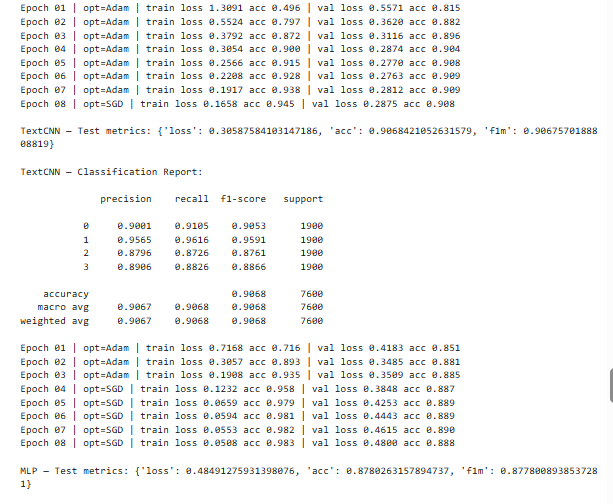 Epoch 01 | opt=Adam | train loss 1.3091 acc 0.496 | val loss 0.5571 acc 0.815
Epoch 02 | opt=Adam | train loss 0.5524 acc 0.797 | val loss 0.3620 acc 0.882
Epoch 03 | opt=Adam | train loss 0.3792 acc 0.872 | val loss 0.3116 acc 0.896
Epoch 04 | opt=Adam | train loss 0.3054 acc 0.900 | val loss 0.2874 acc 0.904
Epoch 05 | opt=Adam | train loss 0.2566 acc 0.915 | val loss 0.2770 acc 0.908
Epoch 06 | opt=Adam | train loss 0.2208 acc 0.928 | val loss 0.2763 acc 0.909
Epoch 07 | opt=Adam | train loss 0.1917 acc 0.938 | val loss 0.2812 acc 0.909
Epoch 08 | opt=SGD | train loss 0.1658 acc 0.945 | val loss 0.2875 acc 0.908
TextCNN — Test metrics: {'loss': 0.30587584103147186, 'acc': 0.9068421052631579, 'f1m': 0.90675701888
08819}
TextCNN — Classification Report:
precision recall f1-score support
0 0.9001 0.9105 0.9053 1900
1 0.9565 0.9616 0.9591 1900
2 0.8796 0.8726 0.8761 1900
3 0.8906 0.8826 0.8866 1900
accuracy 0.9068 7600
macro avg 0.9067 0.9068 0.9068 7600
weighted avg 0.9067 0.9068 0.9068 7600
Epoch 01 | opt=Adam | train loss 0.7168 acc 0.716 | val loss 0.4183 acc 0.851
Epoch 02 | opt=Adam | train loss 0.3057 acc 0.893 | val loss 0.3485 acc 0.881
Epoch 03 | opt=Adam | train loss 0.1908 acc 0.935 | val loss 0.3509 acc 0.885
Epoch 04 | opt=SGD | train loss 0.1232 acc 0.958 | val loss 0.3848 acc 0.887
Epoch 05 | opt=SGD | train loss 0.0659 acc 0.979 | val loss 0.4253 acc 0.889
Epoch 06 | opt=SGD | train loss 0.0594 acc 0.981 | val loss 0.4443 acc 0.889
Epoch 07 | opt=SGD | train loss 0.0553 acc 0.982 | val loss 0.4615 acc 0.890
Epoch 08 | opt=SGD | train loss 0.0508 acc 0.983 | val loss 0.4800 acc 0.888
MLP — Test metrics: {'loss': 0.48491275931398076, 'acc': 0.8780263157894737, 'f1m': 0.877800893853728
1}